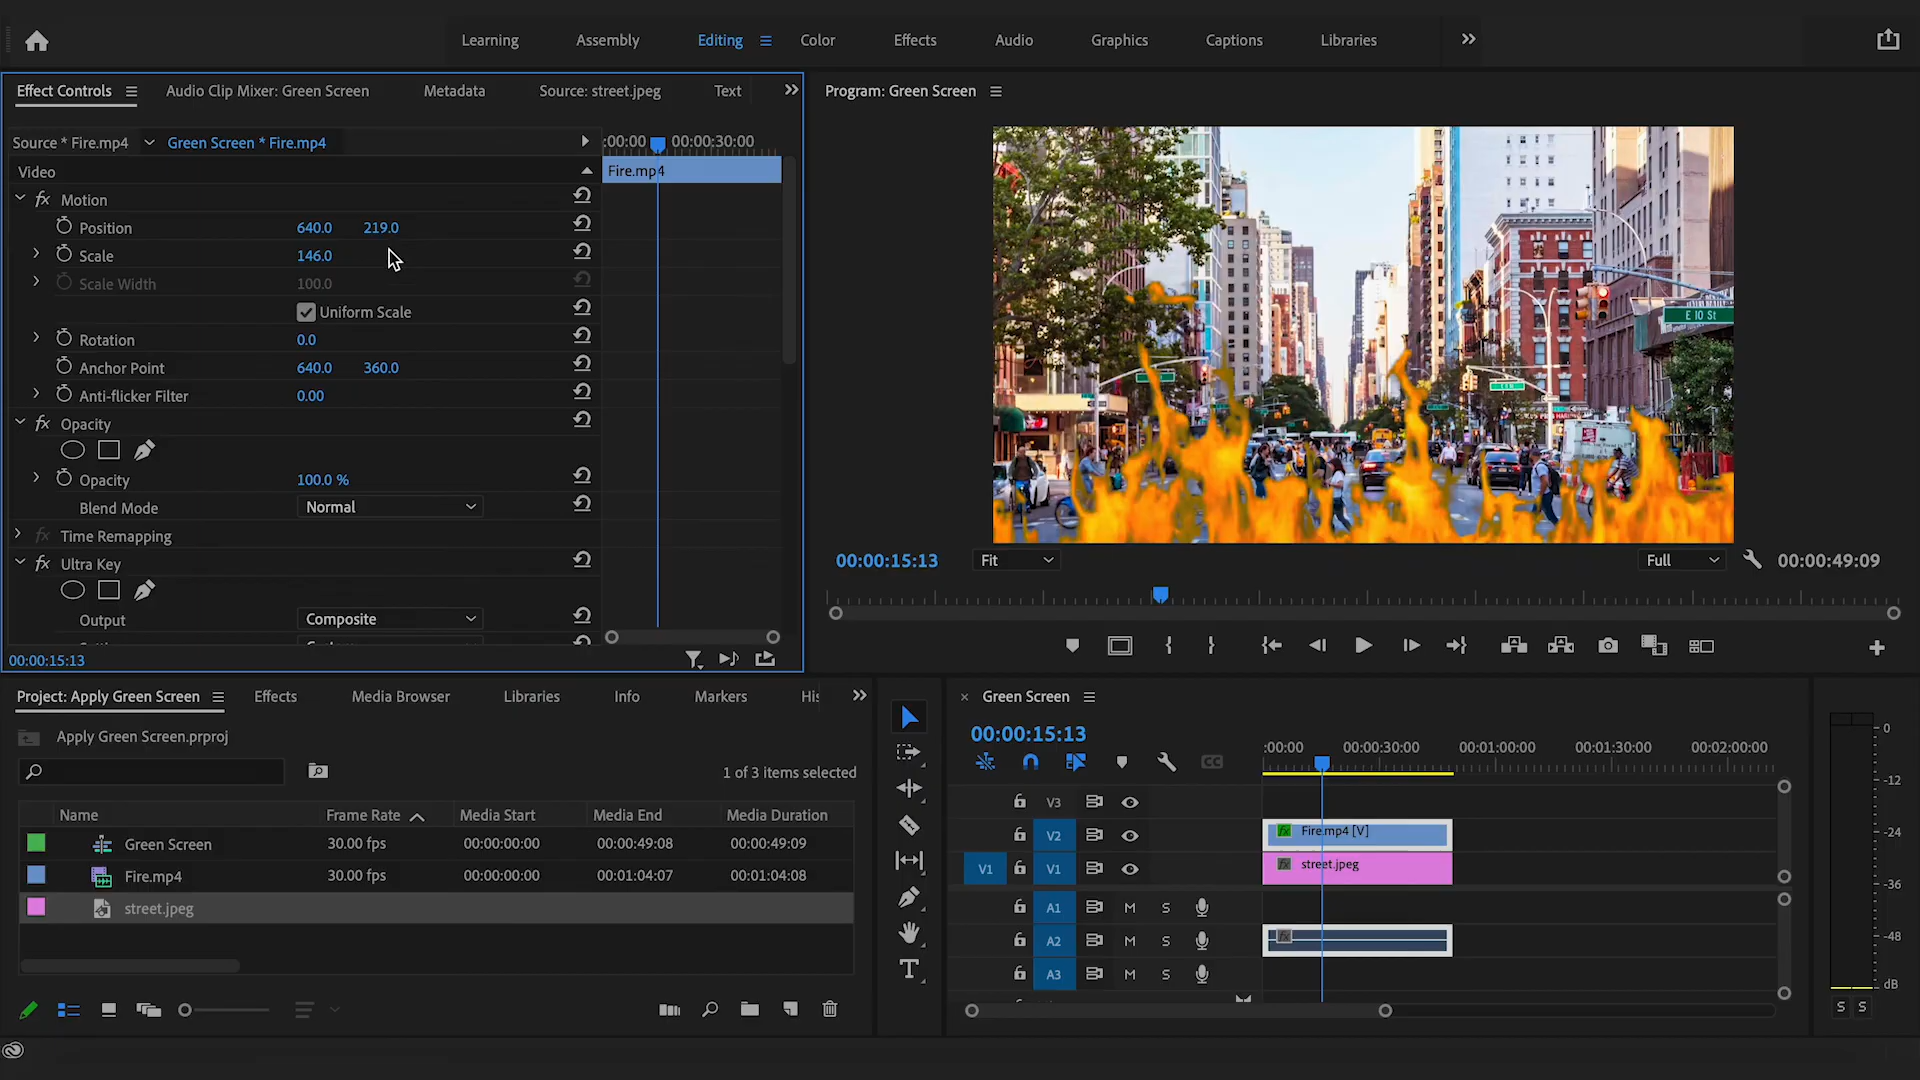 Learning Assembly Editing Color Effects Audio Graphics Captions Libraries
Effect Controls Audio Clip Mixer: Green Screen Metadata Source: street.jpeg Text
Program: Green Screen
Source * Fire.mp4 Green Screen * Fire.mp4 :00:00 00:00:30:00
Video
Fire.mp4
Motion
Position 640.0 219.0
Scale 146.0
Scale Width 100.0
Uniform Scale
Rotation 0.0
Anchor Point 640.0 360.0
Anti-flicker Filter 0.00
fx Opacity
Opacity 100.0 %
Blend Mode Normal
fx Time Remapping
fx Ultra Key
Output Composite
00:00:15:13
E 10 St
00:00:15:13 Fit Full 00:00:49:09
Project: Apply Green Screen Effects Media Browser Libraries Info Markers His
Apply Green Screen.prproj
1 of 3 items selected
Name Frame Rate Media Start Media End Media Duration
Green Screen 30.00 fps 00:00:00:00 00:00:49:08 00:00:49:09
Fire.mp4 30.00 fps 00:00:00:00 00:01:04:07 00:01:04:08
street.jpeg
× Green Screen
00:00:15:13
:00:00 00:00:30:00 00:01:00:00 00:01:30:00 00:02:00:00
CC
V3
V2 fx Fire.mp4 [V]
V1 V1 fx street.jpeg
A1 M S
A2 M S fx
A3 M S
0
-12
-24
-36
-48
dB
S S
T